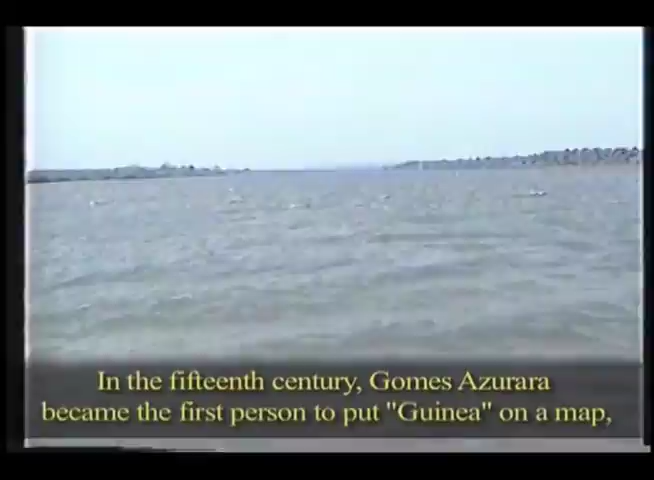 In the fifteenth century, Gomes Azurara
became the first person to put "Guinea" on a map,